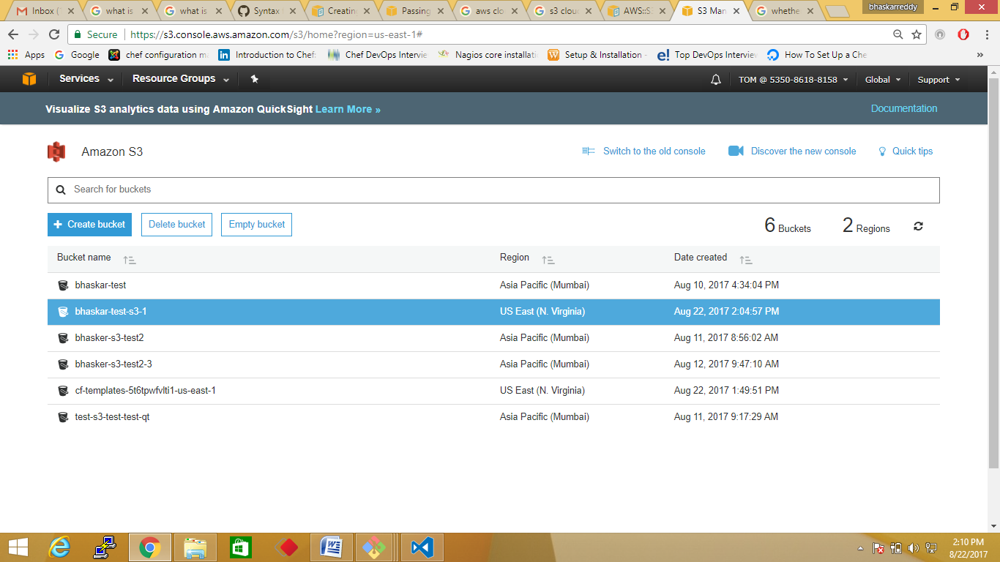 Inbox (
what is
what is
Syntax
Creating
Passing
aws clo
s3 clou
AWS::S
S3 Man
whethe
bhaskarreddy
Secure https://s3.console.aws.amazon.com/s3/home?region=us-east-1#
Apps Google chef configuration ma Introduction to Chef: Chef DevOps Intervie Nagios core installati Setup & Installation - Top DevOps Interview How To Set Up a Che »
Services Resource Groups TOM @ 5350-8618-8158 Global Support
Visualize S3 analytics data using Amazon QuickSight Learn More » Documentation
Amazon S3 Switch to the old console Discover the new console Quick tips
Search for buckets
Create bucket Delete bucket Empty bucket 6 Buckets 2 Regions
Bucket name Region Date created
bhaskar-test Asia Pacific (Mumbai) Aug 10, 2017 4:34:04 PM
bhaskar-test-s3-1 US East (N. Virginia) Aug 22, 2017 2:04:57 PM
bhasker-s3-test2 Asia Pacific (Mumbai) Aug 11, 2017 8:56:02 AM
bhasker-s3-test2-3 Asia Pacific (Mumbai) Aug 12, 2017 9:47:10 AM
cf-templates-5t6tpwfvlti1-us-east-1 US East (N. Virginia) Aug 22, 2017 1:49:51 PM
test-s3-test-test-qt Asia Pacific (Mumbai) Aug 11, 2017 9:17:29 AM
2:10 PM
8/22/2017